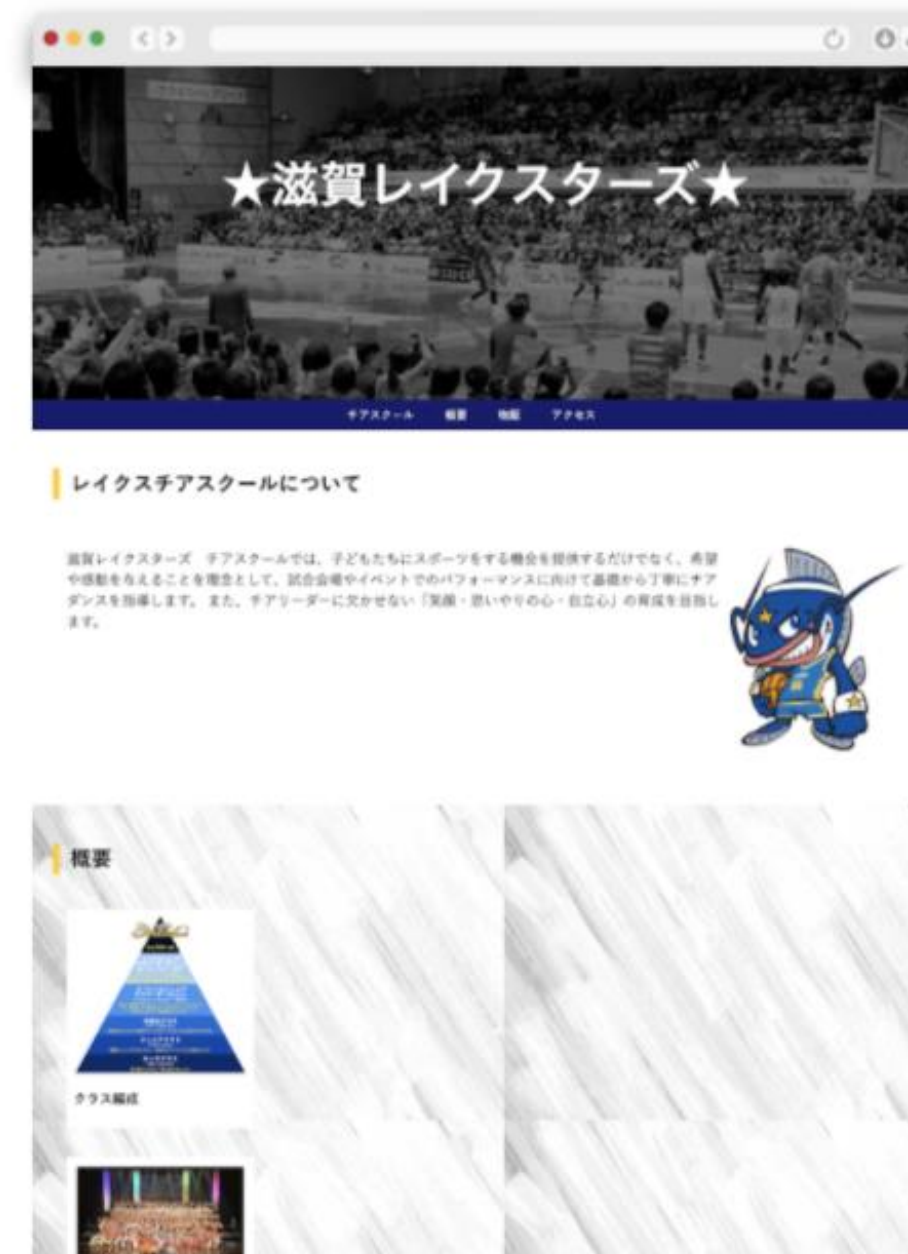 ★滋賀レイクスターズ★
チアスクール 概要 物販 アクセス
レイクスチアスクールについて
滋賀レイクスターズ　チアスクールでは、子どもたちにスポーツをする機会を提供するだけでなく、希望
や感動を与えることを理念として、試合会場やイベントでのパフォーマンスに向けて基礎から丁寧にチア
ダンスを指導します。 また、チアリーダーに欠かせない「笑顔・思いやりの心・自立心」の育成を目指し
ます。
概要
クラス編成